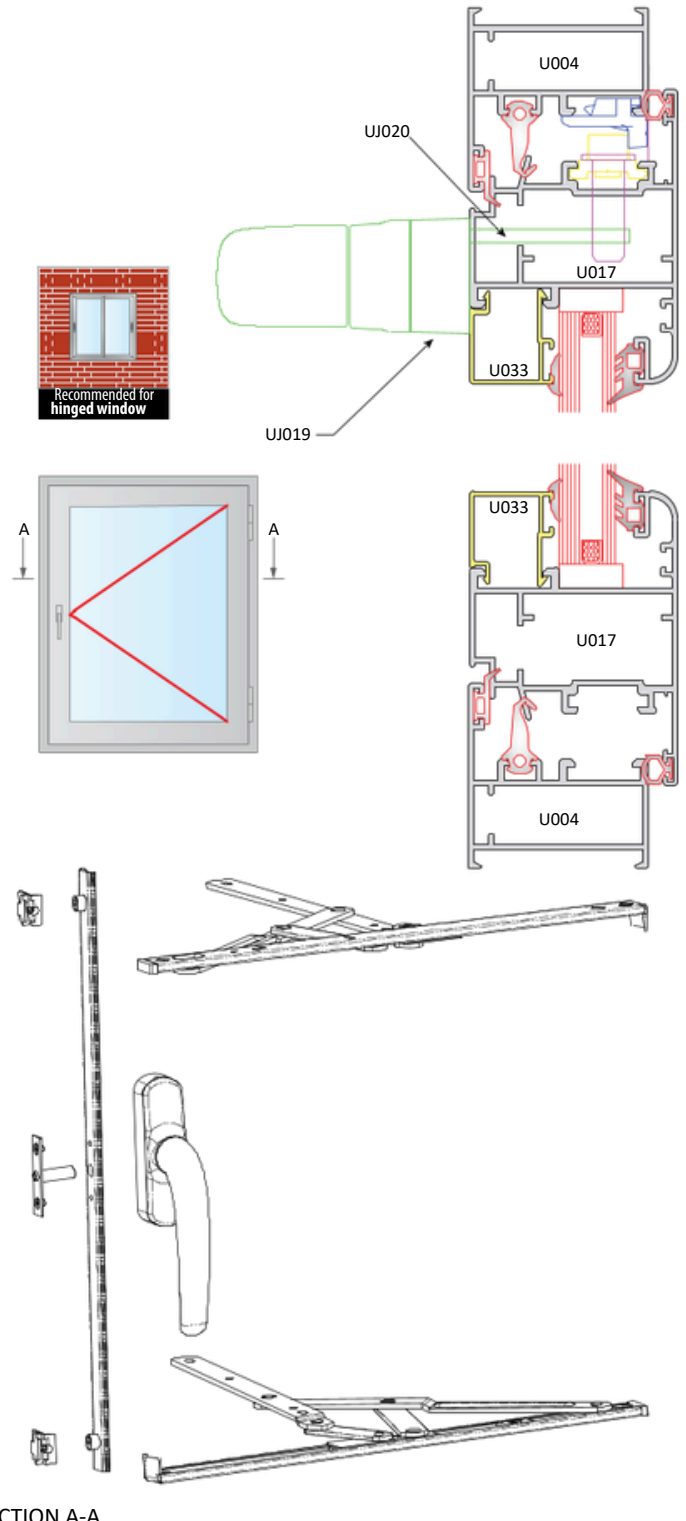 U004
UJ020
U017
U033
Recommended for
hinged window
UJ019
U033
A
A
U017
U004
CTION A-A